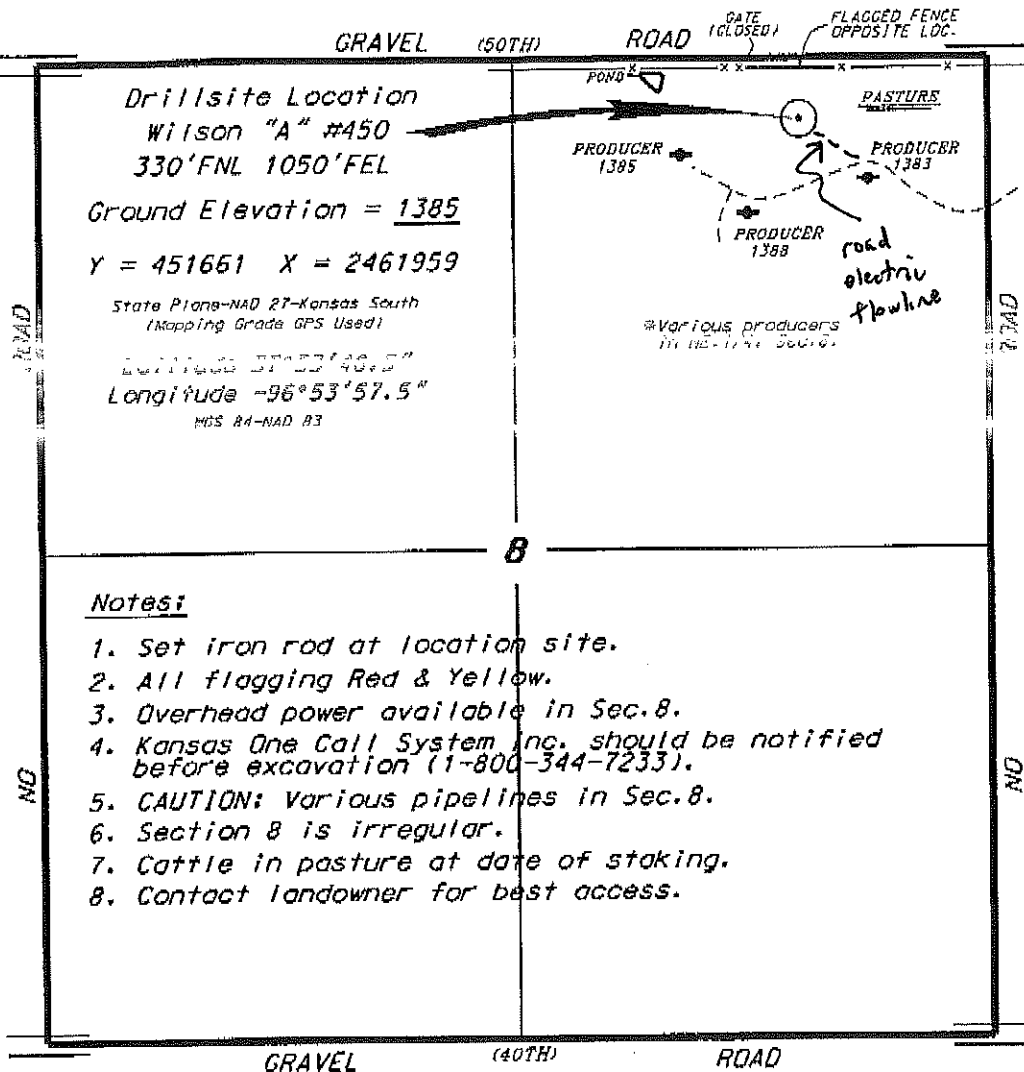 GRAVEL (50TH) ROAD
GATE
(CLOSED)
FLAGGED FENCE
OPPOSITE LOC.
Drillsite Location
Wilson "A" #450
330'FNL 1050'FEL
Ground Elevation = 1385
Y = 451661 X = 2461959
State Plane-NAD 27-Kansas South
(Mapping Grade GPS Used)
Longitude -96°53'57.5"
WGS 84-NAD 83
POND
PASTURE
PRODUCER
1385
PRODUCER
1383
PRODUCER
1388
road
electric
flowline
*Various producers
ROAD
ROAD
8
NO
NO
Notes:
1. Set iron rod at location site.
2. All flagging Red & Yellow.
3. Overhead power available in Sec.8.
4. Kansas One Call System inc. should be notified
before excavation (1-800-344-7233).
5. CAUTION: Various pipelines in Sec.8.
6. Section 8 is irregular.
7. Cattle in pasture at date of staking.
8. Contact landowner for best access.
GRAVEL (40TH) ROAD